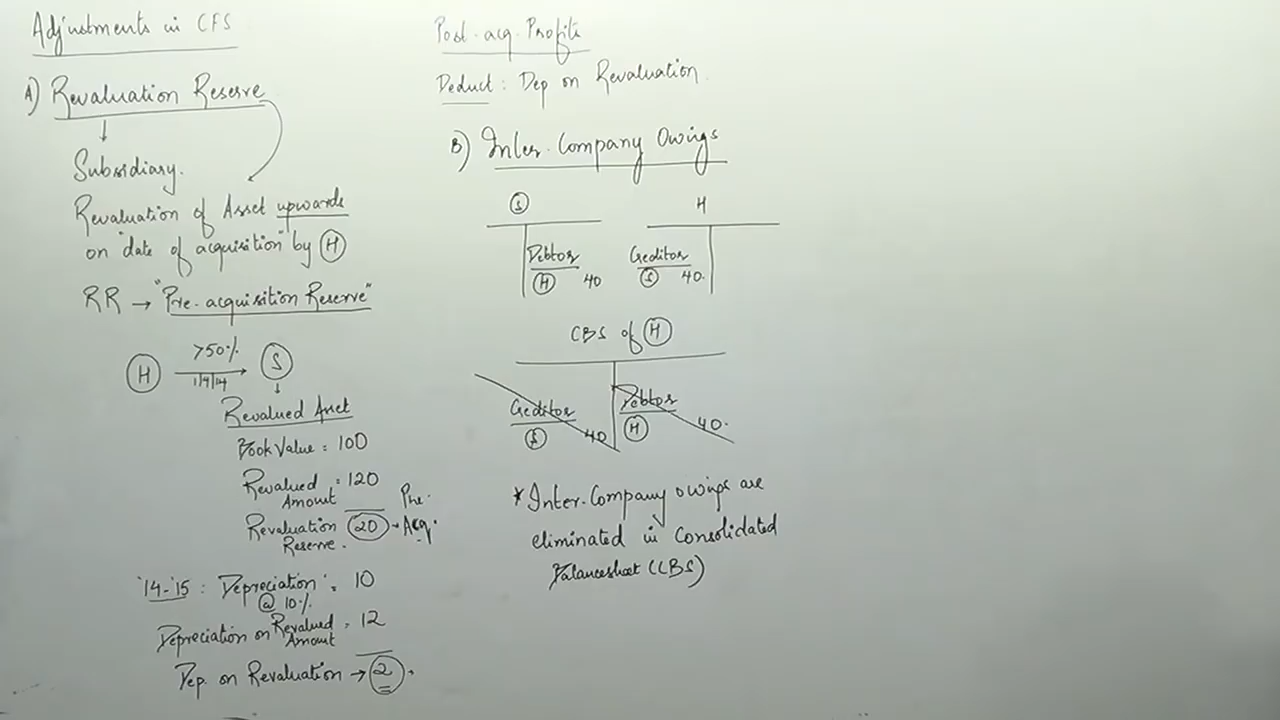 Adjustments in CFS
A) Revaluation Reserve
↓
Subsidiary.
Revaluation of Asset upwards
on "date of acquisition" by H
RR → "Pre-acquisition Reserve"
H >50% 1/4/14 S
↓
Revalued Asset
Book Value = 100
Revalued Amount = 120
Revaluation Reserve. 20 → Pre. Acq.
'14-'15 : Depreciation @ 10% = 10
Depreciation on Revalued Amount = 12
Dep. on Revaluation → 2.
Post-acq. Profits
Deduct : Dep on Revaluation.
B) Inter-Company Owings
S H
Debtor Creditor
H 40 S 40.
CBS of H
Creditor Debtor
S 40 H 40.
* Inter-Company owings are
eliminated in Consolidated
Balancesheet (CBS)